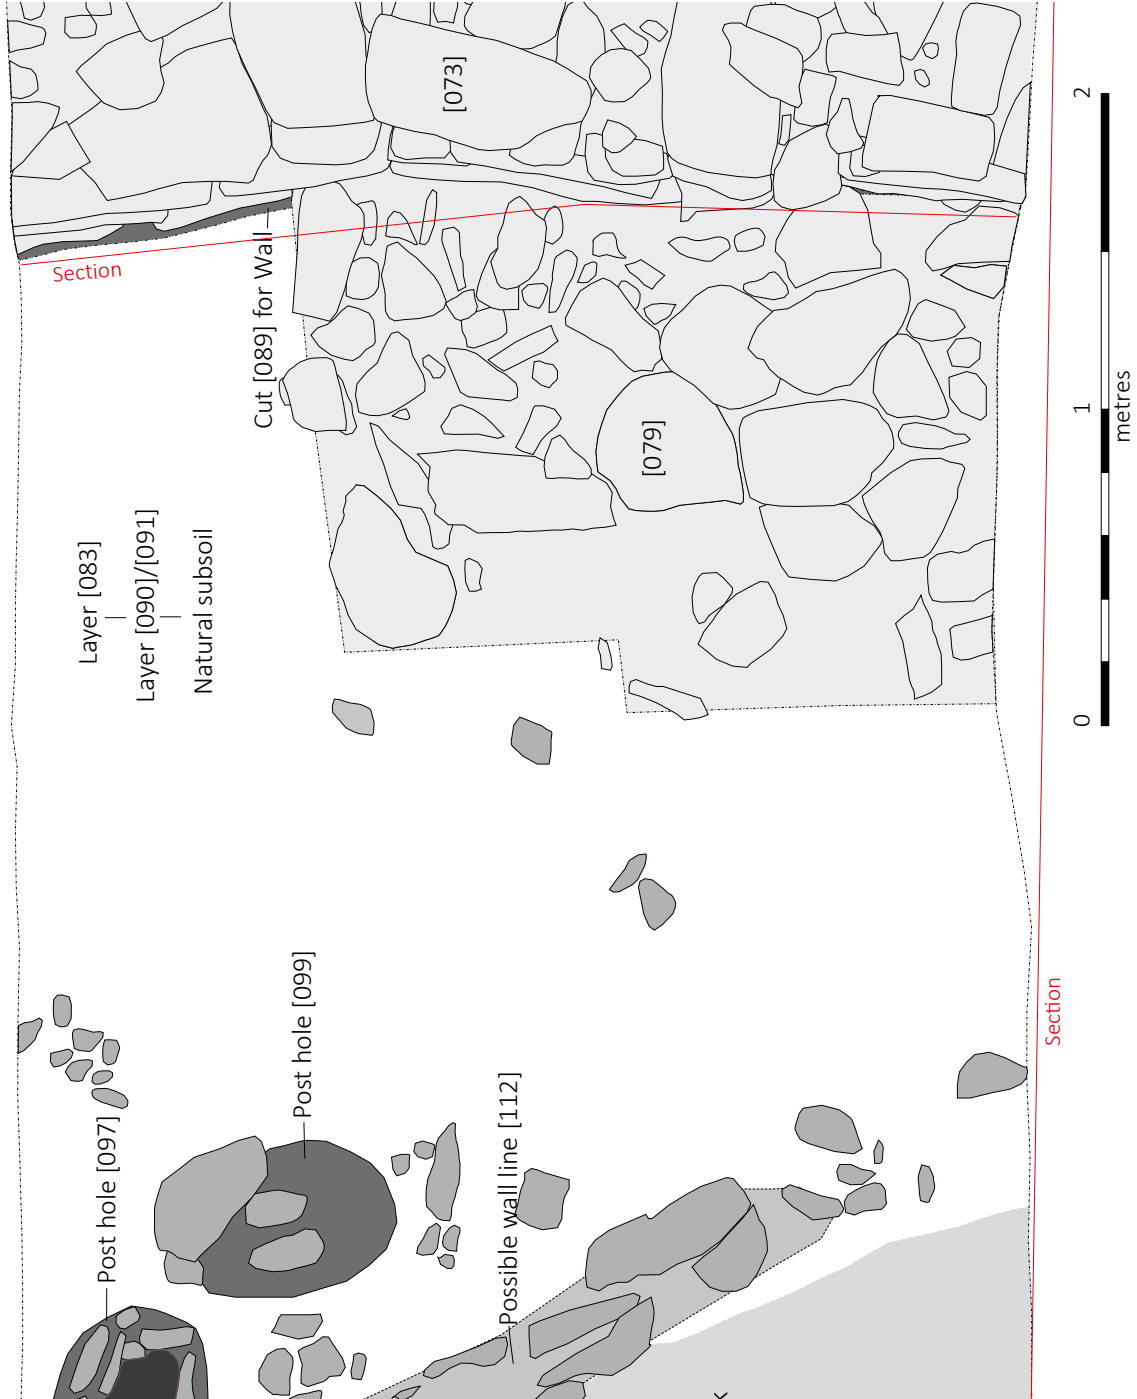 [073]
Section
Cut [089] for Wall
[079]
Layer [083]
Layer [090]/[091]
Natural subsoil
2
1
0
metres
Post hole [099]
Post hole [097]
Possible wall line [112]
Section